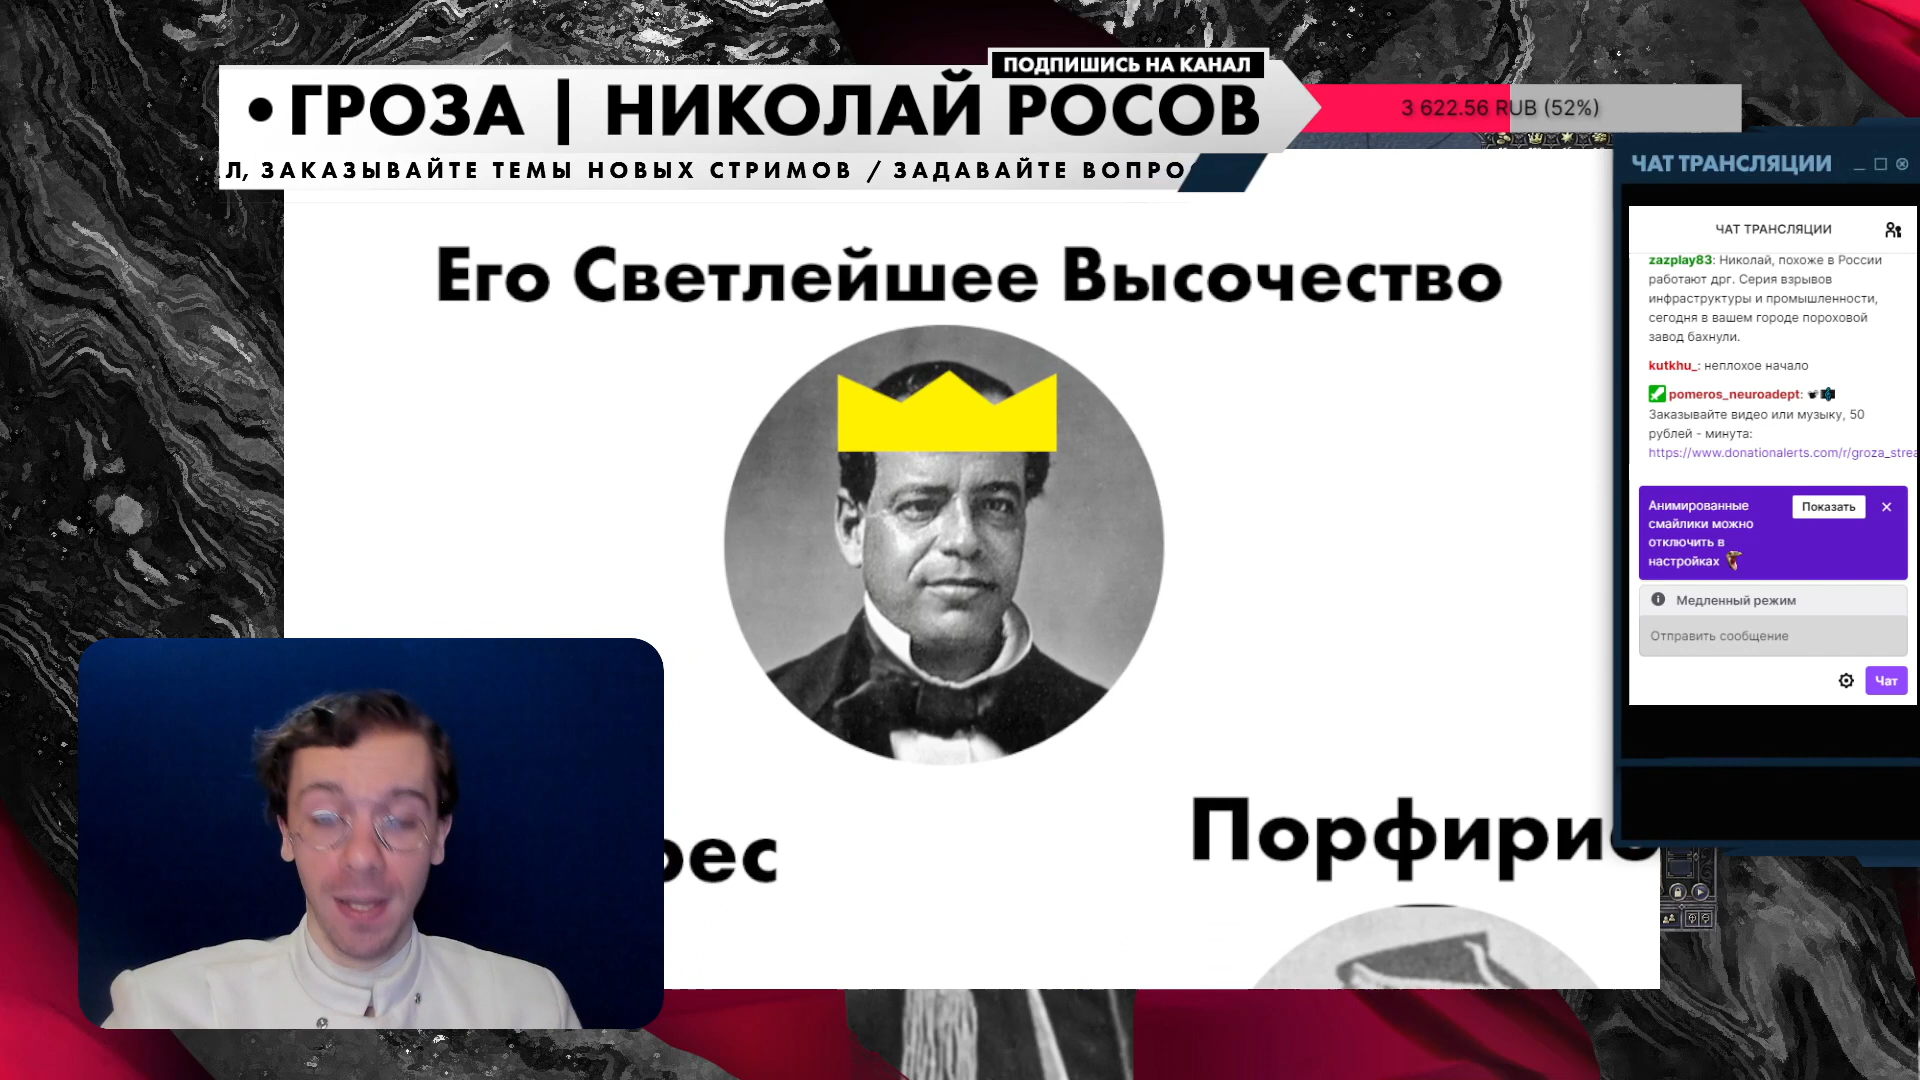 ПОДПИШИСЬ НА КАНАЛ
• ГРОЗА | НИКОЛАЙ РОСОВ
3 622.56 RUB (52%)
Л, ЗАКАЗЫВАЙТЕ ТЕМЫ НОВЫХ СТРИМОВ / ЗАДАВАЙТЕ ВОПРО
Его Светлейшее Высочество
рес
Порфирио
ЧАТ ТРАНСЛЯЦИИ
ЧАТ ТРАНСЛЯЦИИ
zazplay83: Николай, похоже в России
работают дрг. Серия взрывов
инфраструктуры и промышленности,
сегодня в вашем городе пороховой
завод бахнули.
kutkhu_: неплохое начало
pomeros_neuroadept:
Заказывайте видео или музыку, 50
рублей - минута:
https://www.donationalerts.com/r/groza_strea
Анимированные
смайлики можно
отключить в
настройках
Показать
Медленный режим
Отправить сообщение
Чат